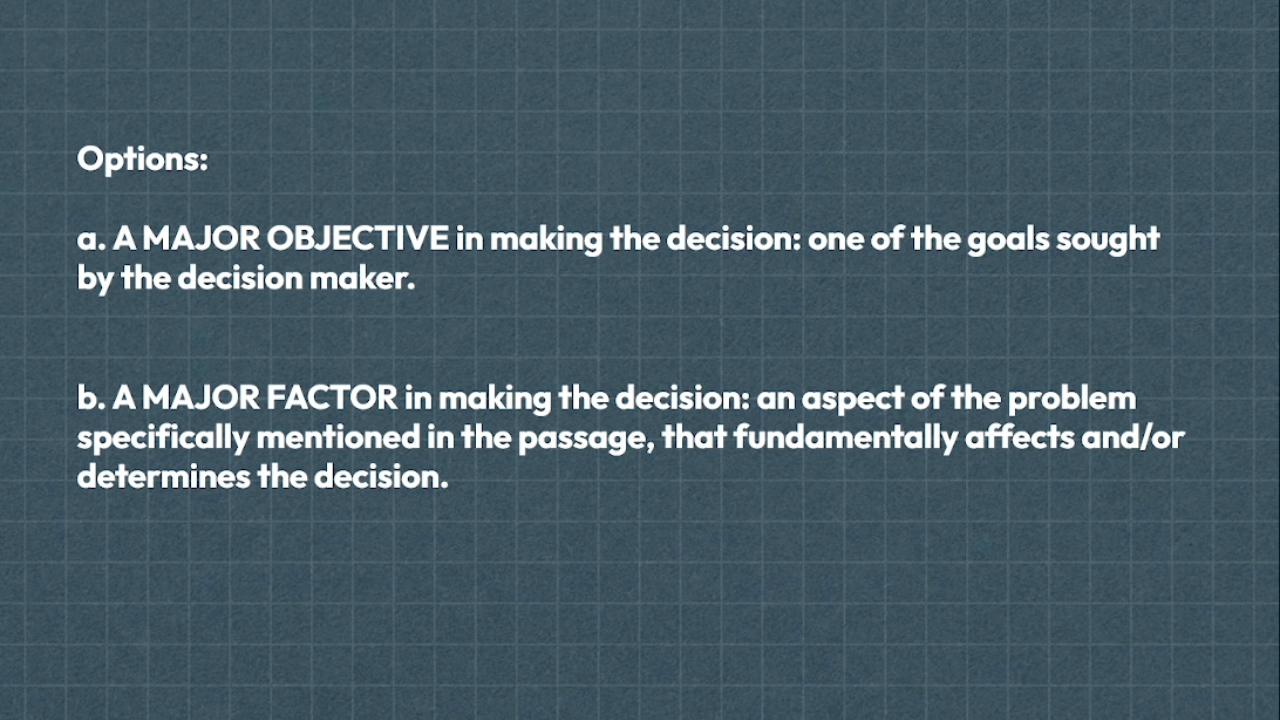 Options:
a. A MAJOR OBJECTIVE in making the decision: one of the goals sought
by the decision maker.
b. A MAJOR FACTOR in making the decision: an aspect of the problem
specifically mentioned in the passage, that fundamentally affects and/or
determines the decision.